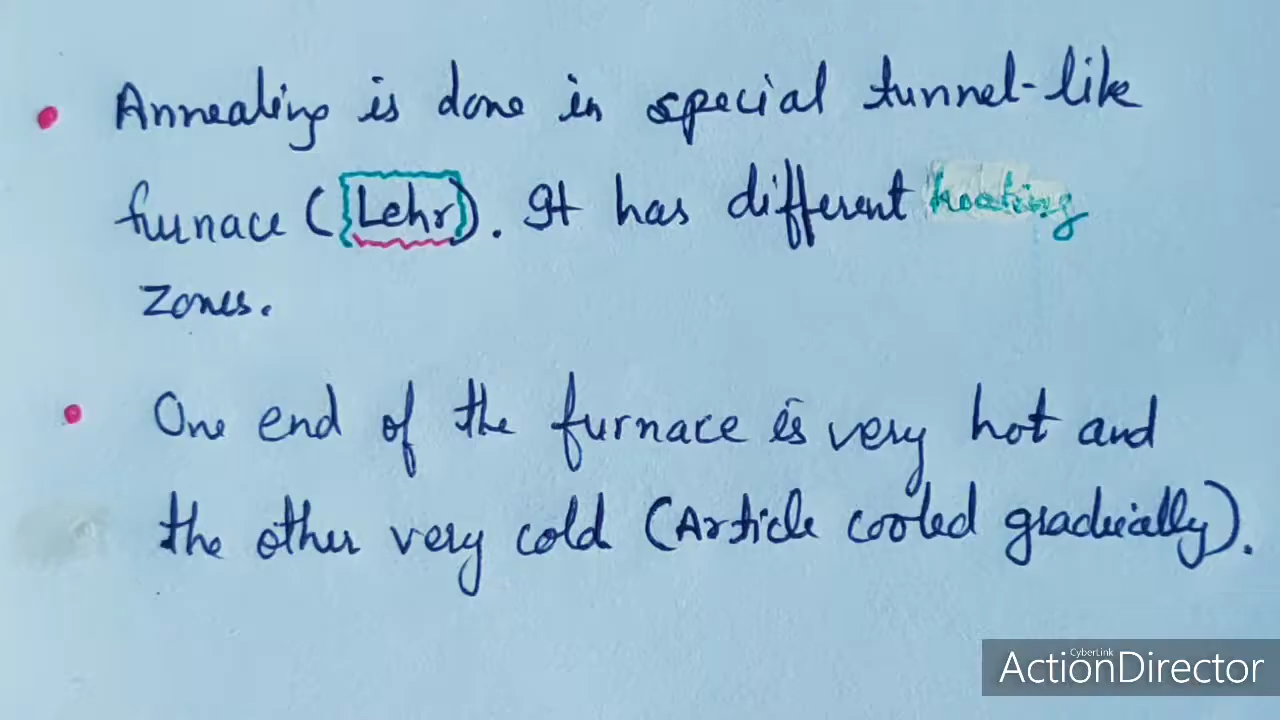 Annealing is done in special tunnel-like
furnace (Lehr). It has different heating
zones.
One end of the furnace is very hot and
the other very cold (Article cooled gradually).
CyberLink
ActionDirector